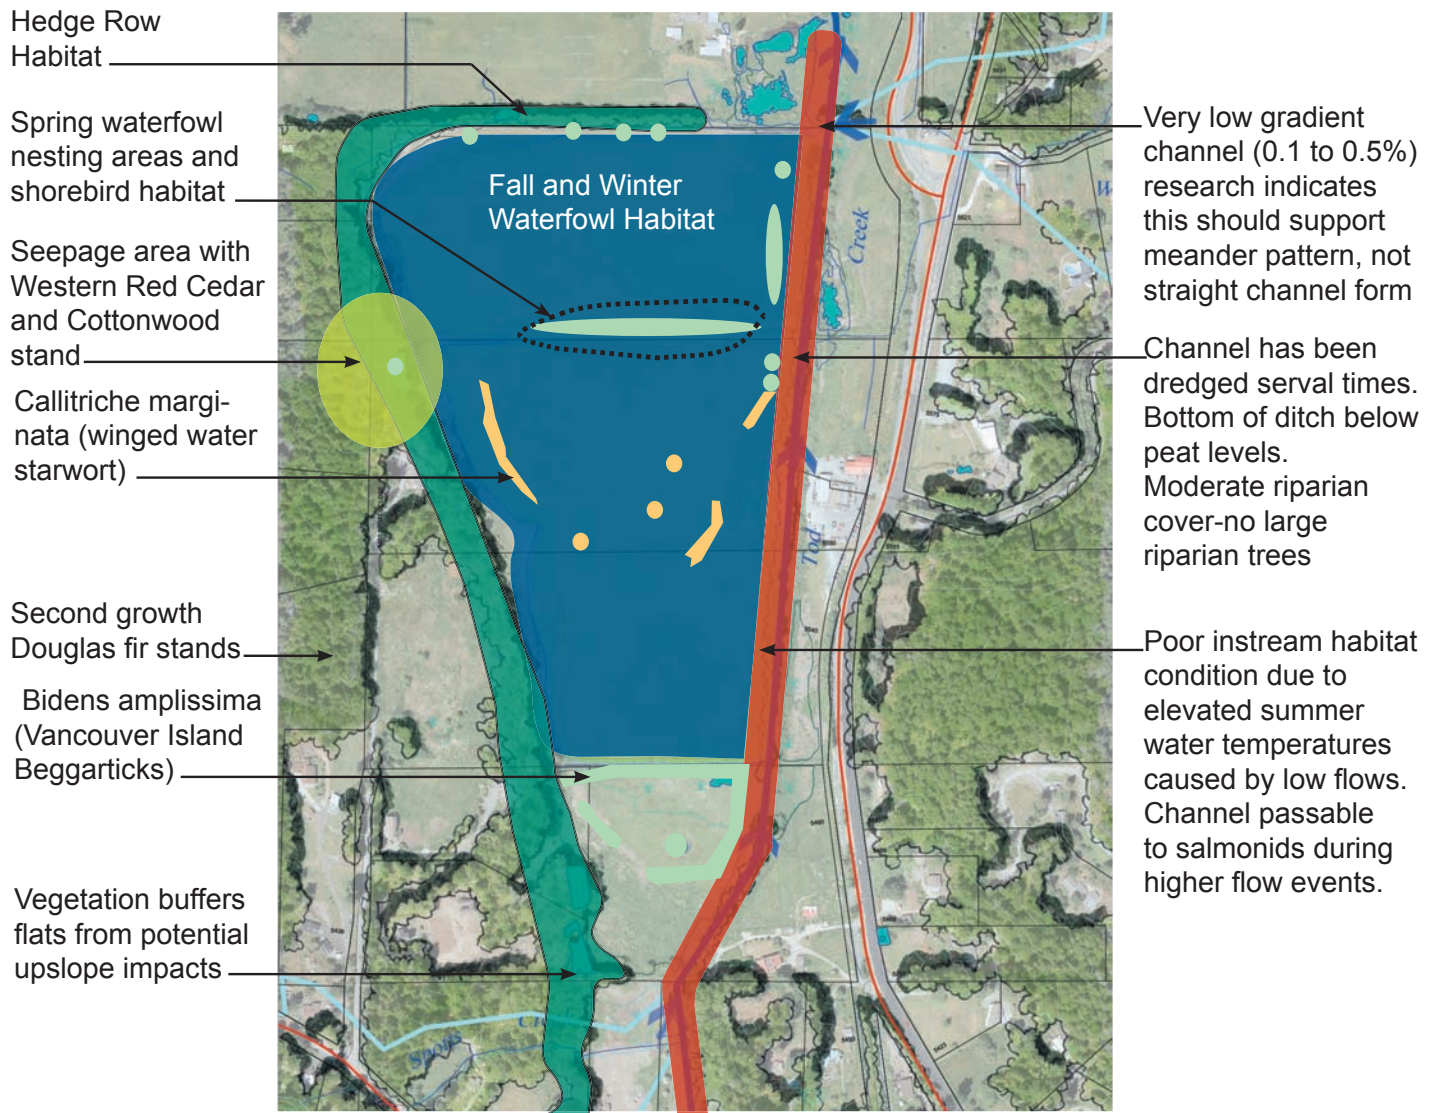 Hedge Row
Habitat
Spring waterfowl
nesting areas and
shorebird habitat
Seepage area with
Western Red Cedar
and Cottonwood
stand
Callitriche margi-
nata (winged water
starwort)
Second growth
Douglas fir stands
Bidens amplissima
(Vancouver Island
Beggarticks)
Vegetation buffers
flats from potential
upslope impacts
Fall and Winter
Waterfowl Habitat
Creek
Tod
Spotts
Very low gradient
channel (0.1 to 0.5%)
research indicates
this should support
meander pattern, not
straight channel form
Channel has been
dredged serval times.
Bottom of ditch below
peat levels.
Moderate riparian
cover-no large
riparian trees
Poor instream habitat
condition due to
elevated summer
water temperatures
caused by low flows.
Channel passable
to salmonids during
higher flow events.